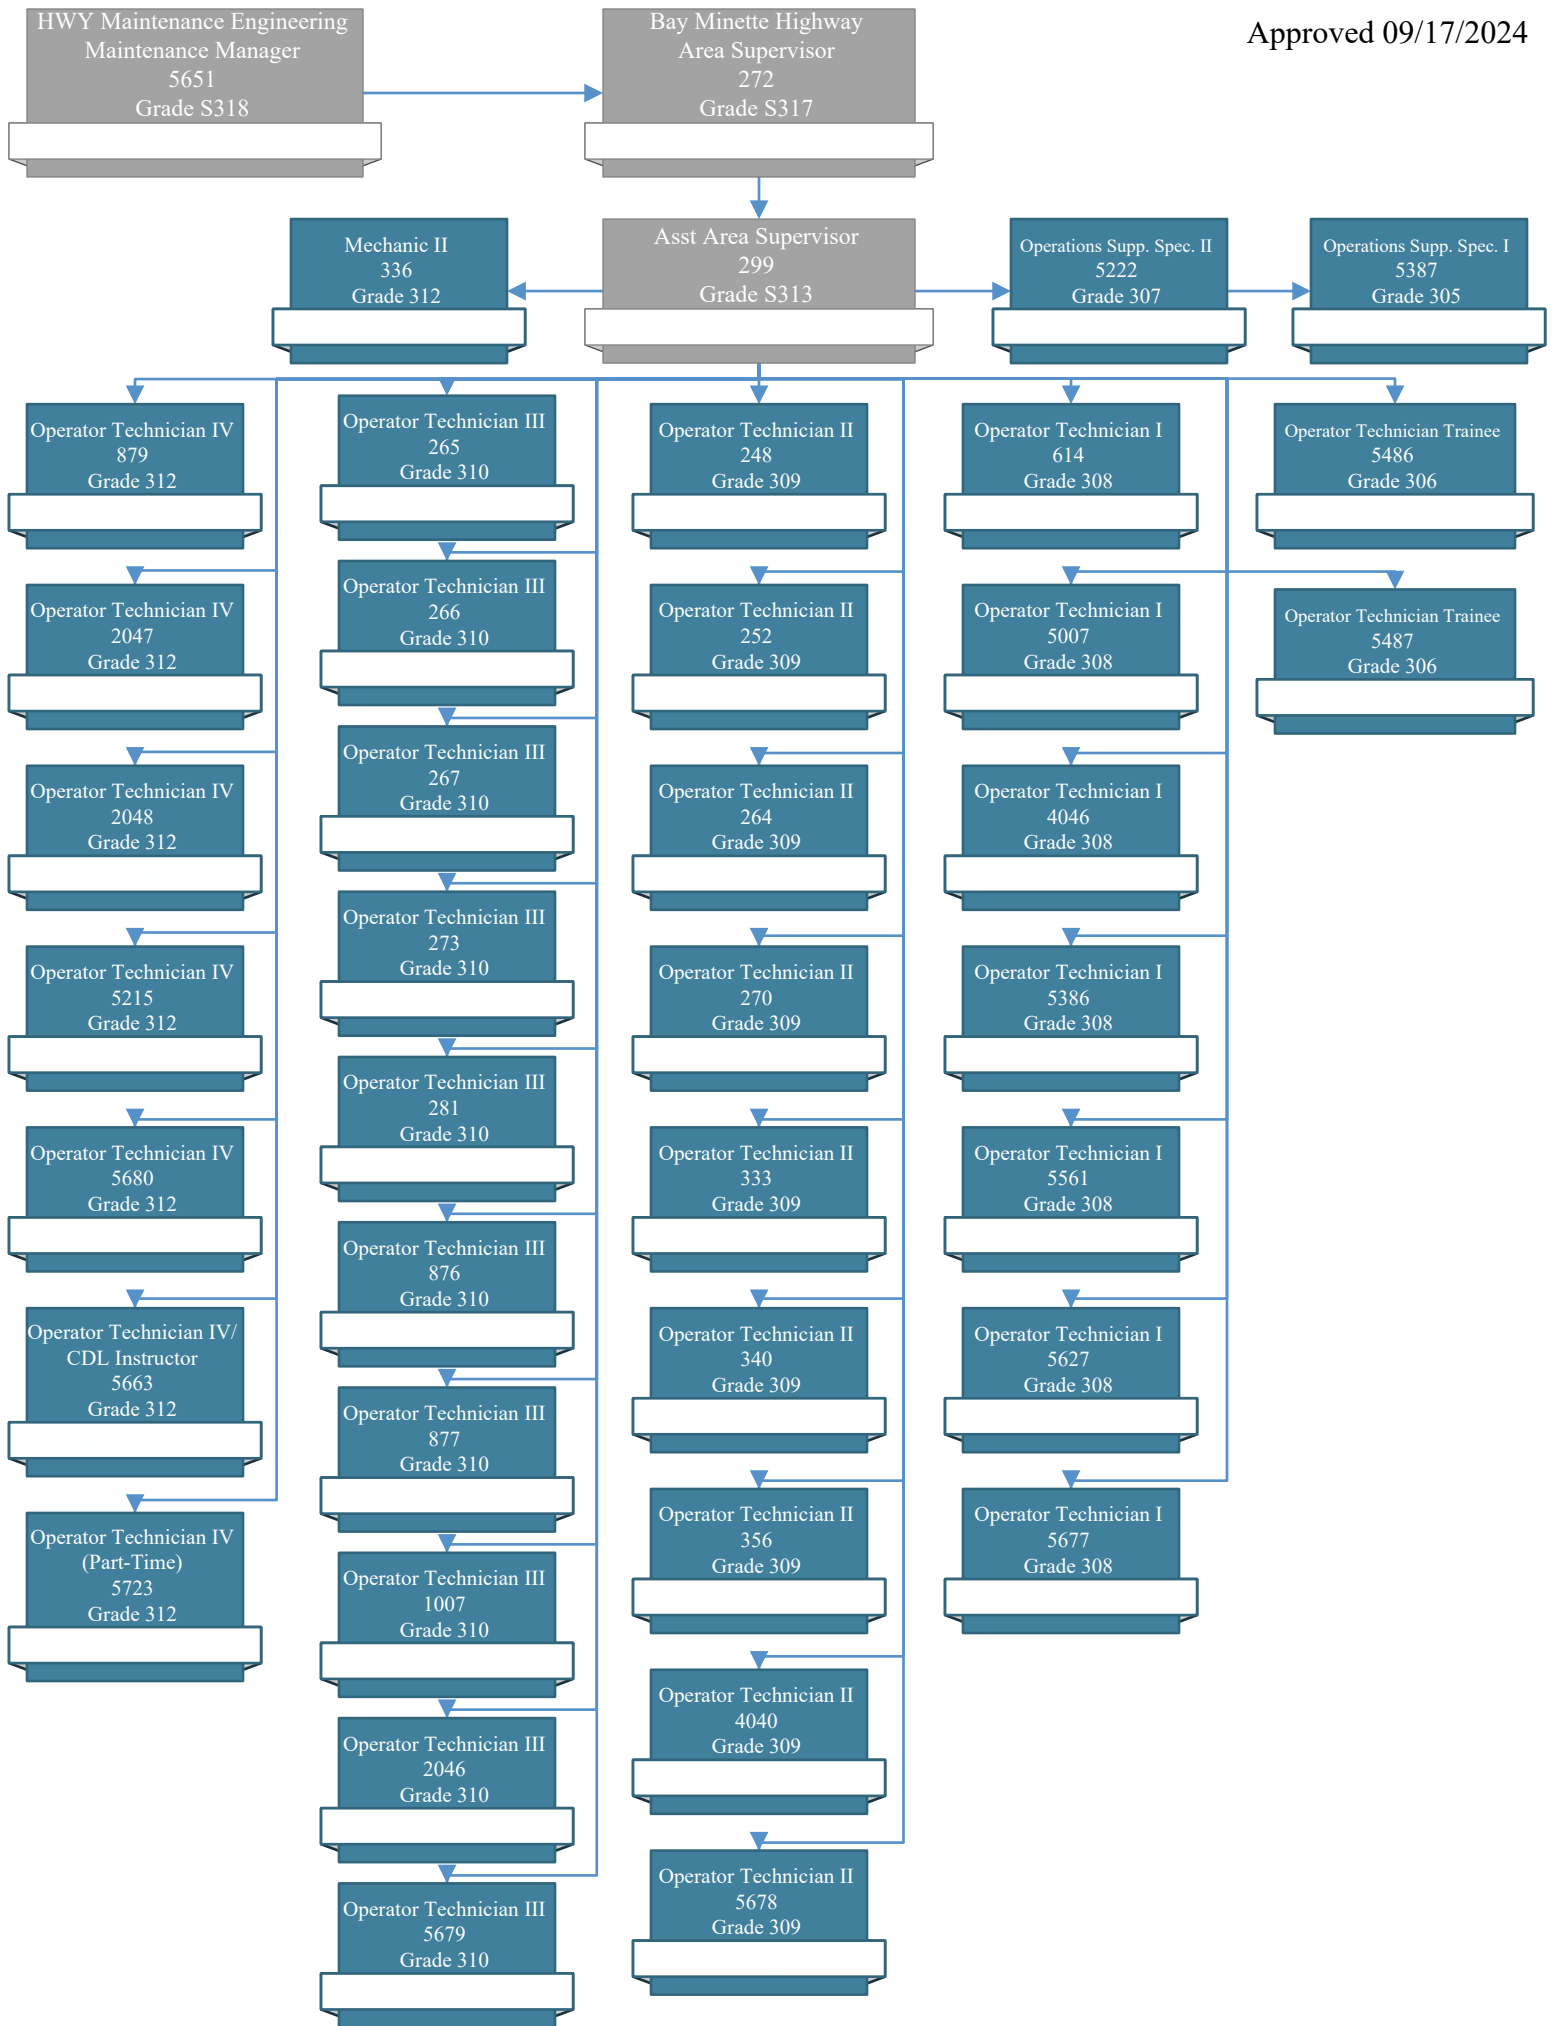 HWY Maintenance Engineering
Maintenance Manager
5651
Grade S318
Bay Minette Highway
Area Supervisor
272
Grade S317
Approved 09/17/2024
Mechanic II
336
Grade 312
Asst Area Supervisor
299
Grade S313
Operations Supp. Spec. II
5222
Grade 307
Operations Supp. Spec. I
5387
Grade 305
Operator Technician IV
879
Grade 312
Operator Technician IV
2047
Grade 312
Operator Technician IV
2048
Grade 312
Operator Technician IV
5215
Grade 312
Operator Technician IV
5680
Grade 312
Operator Technician IV/
CDL Instructor
5663
Grade 312
Operator Technician IV
(Part-Time)
5723
Grade 312
Operator Technician III
265
Grade 310
Operator Technician III
266
Grade 310
Operator Technician III
267
Grade 310
Operator Technician III
273
Grade 310
Operator Technician III
281
Grade 310
Operator Technician III
876
Grade 310
Operator Technician III
877
Grade 310
Operator Technician III
1007
Grade 310
Operator Technician III
2046
Grade 310
Operator Technician III
5679
Grade 310
Operator Technician II
248
Grade 309
Operator Technician II
252
Grade 309
Operator Technician II
264
Grade 309
Operator Technician II
270
Grade 309
Operator Technician II
333
Grade 309
Operator Technician II
340
Grade 309
Operator Technician II
356
Grade 309
Operator Technician II
4040
Grade 309
Operator Technician II
5678
Grade 309
Operator Technician I
614
Grade 308
Operator Technician I
5007
Grade 308
Operator Technician I
4046
Grade 308
Operator Technician I
5386
Grade 308
Operator Technician I
5561
Grade 308
Operator Technician I
5627
Grade 308
Operator Technician I
5677
Grade 308
Operator Technician Trainee
5486
Grade 306
Operator Technician Trainee
5487
Grade 306